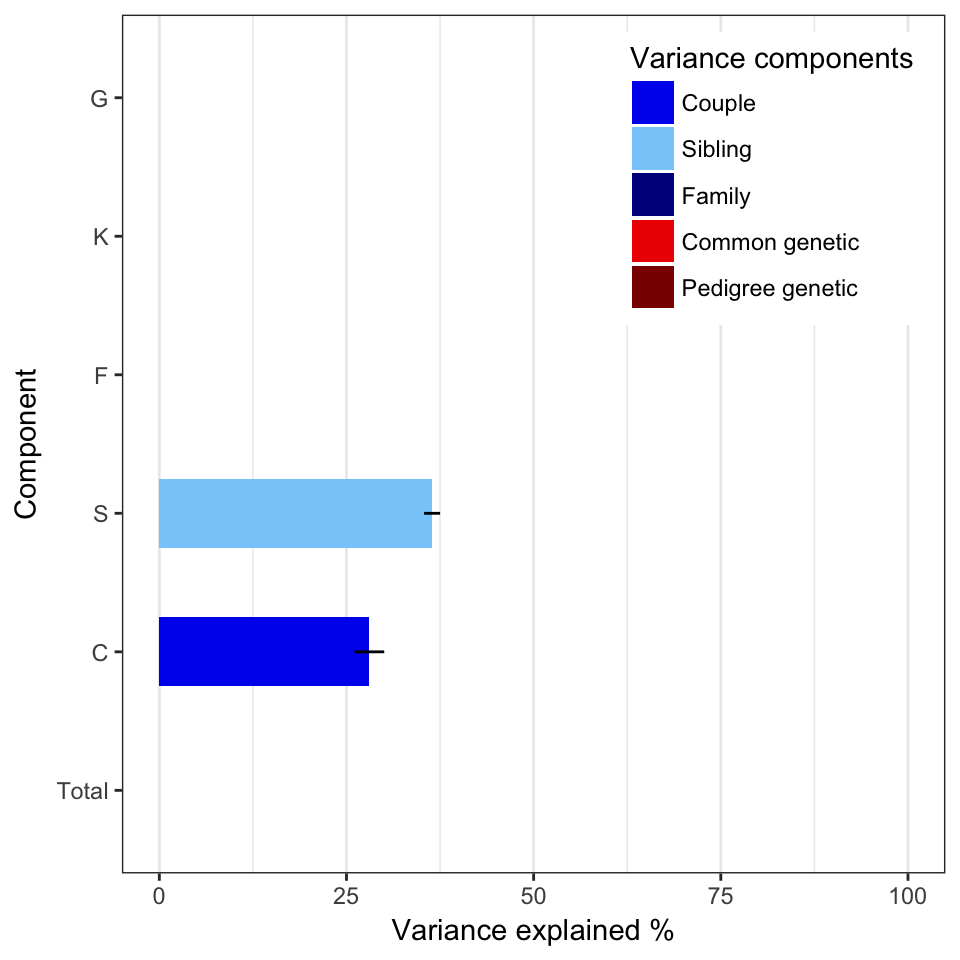 Variance components
Couple
Sibling
Family
Common genetic
Pedigree genetic
G
K
F
S
C
Total
Component
0 25 50 75 100
Variance explained %